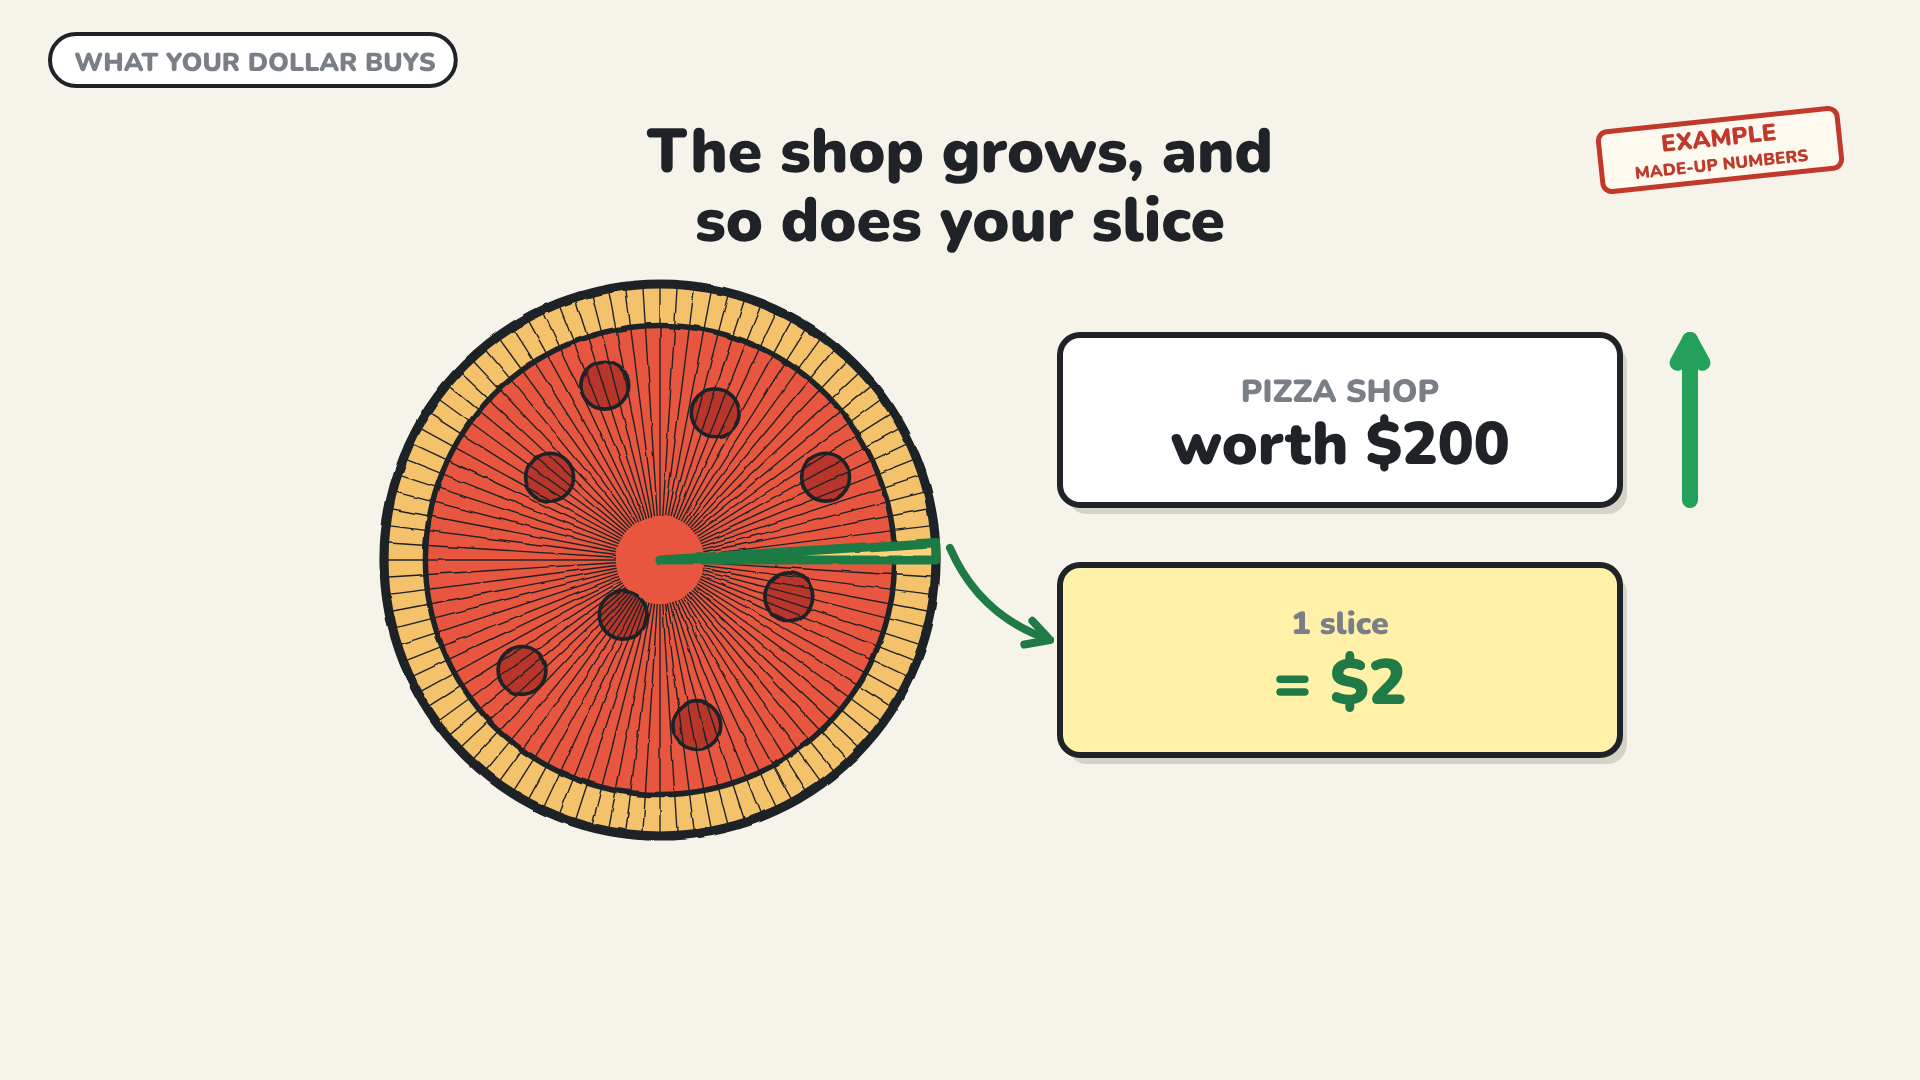 WHAT YOUR DOLLAR BUYS
The shop grows, and
so does your slice
EXAMPLE
MADE-UP NUMBERS
PIZZA SHOP
worth $200
1 slice
= $2